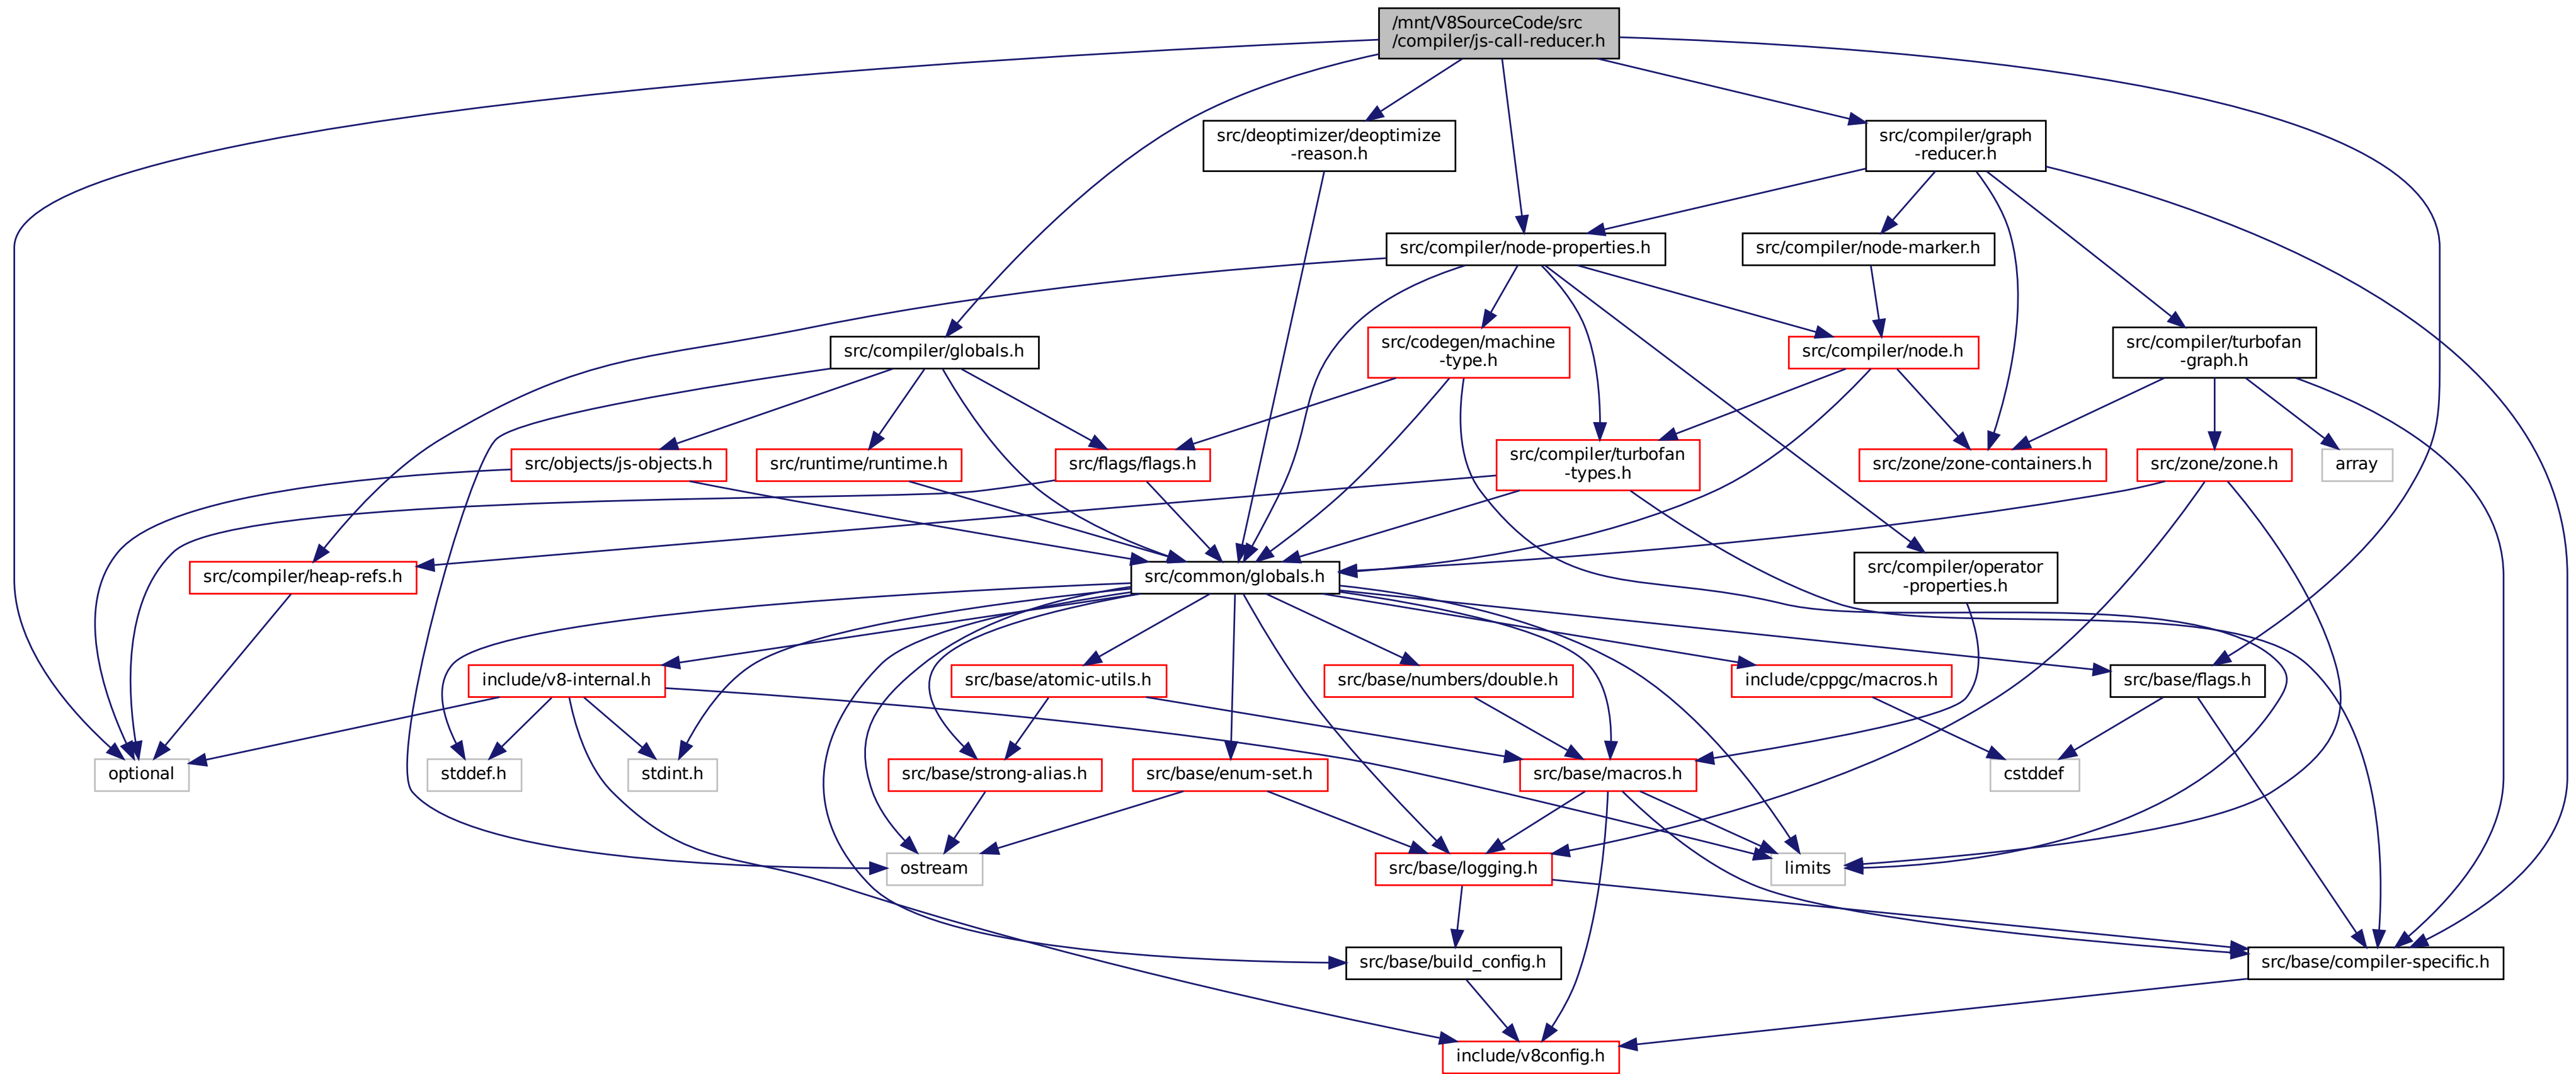 /mnt/V8SourceCode/src
/compiler/js-call-reducer.h
src/deoptimizer/deoptimize
-reason.h
src/compiler/graph
-reducer.h
src/compiler/node-properties.h
src/compiler/node-marker.h
src/compiler/globals.h
src/codegen/machine
-type.h
src/compiler/node.h
src/compiler/turbofan
-graph.h
src/objects/js-objects.h
src/runtime/runtime.h
src/flags/flags.h
src/compiler/turbofan
-types.h
src/zone/zone-containers.h
src/zone/zone.h
array
src/compiler/heap-refs.h
src/common/globals.h
src/compiler/operator
-properties.h
include/v8-internal.h
src/base/atomic-utils.h
src/base/numbers/double.h
include/cppgc/macros.h
src/base/flags.h
optional
stddef.h
stdint.h
src/base/strong-alias.h
src/base/enum-set.h
src/base/macros.h
cstddef
ostream
src/base/logging.h
limits
src/base/build_config.h
src/base/compiler-specific.h
include/v8config.h